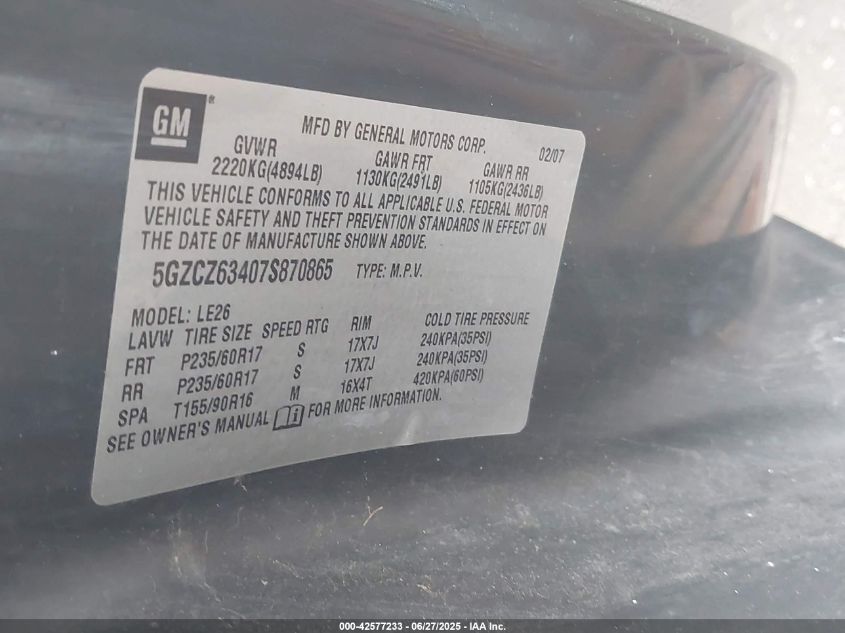 GM®
MFD BY GENERAL MOTORS CORP. 02/07
GVWR GAWR FRT GAWR RR
2220KG(4894LB) 1130KG(2491LB) 1105KG(2436LB)
THIS VEHICLE CONFORMS TO ALL APPLICABLE U.S. FEDERAL MOTOR
VEHICLE SAFETY AND THEFT PREVENTION STANDARDS IN EFFECT ON
THE DATE OF MANUFACTURE SHOWN ABOVE.
5GZCZ63407S870865 TYPE: M.P.V.
MODEL: LE26
LAVW TIRE SIZE SPEED RTG RIM COLD TIRE PRESSURE
FRT P235/60R17 S 17X7J 240KPA(35PSI)
RR P235/60R17 S 17X7J 240KPA(35PSI)
SPA T155/90R16 M 16X4T 420KPA(60PSI)
SEE OWNER'S MANUAL FOR MORE INFORMATION.
000-42577233 - 06/27/2025 - IAA Inc.